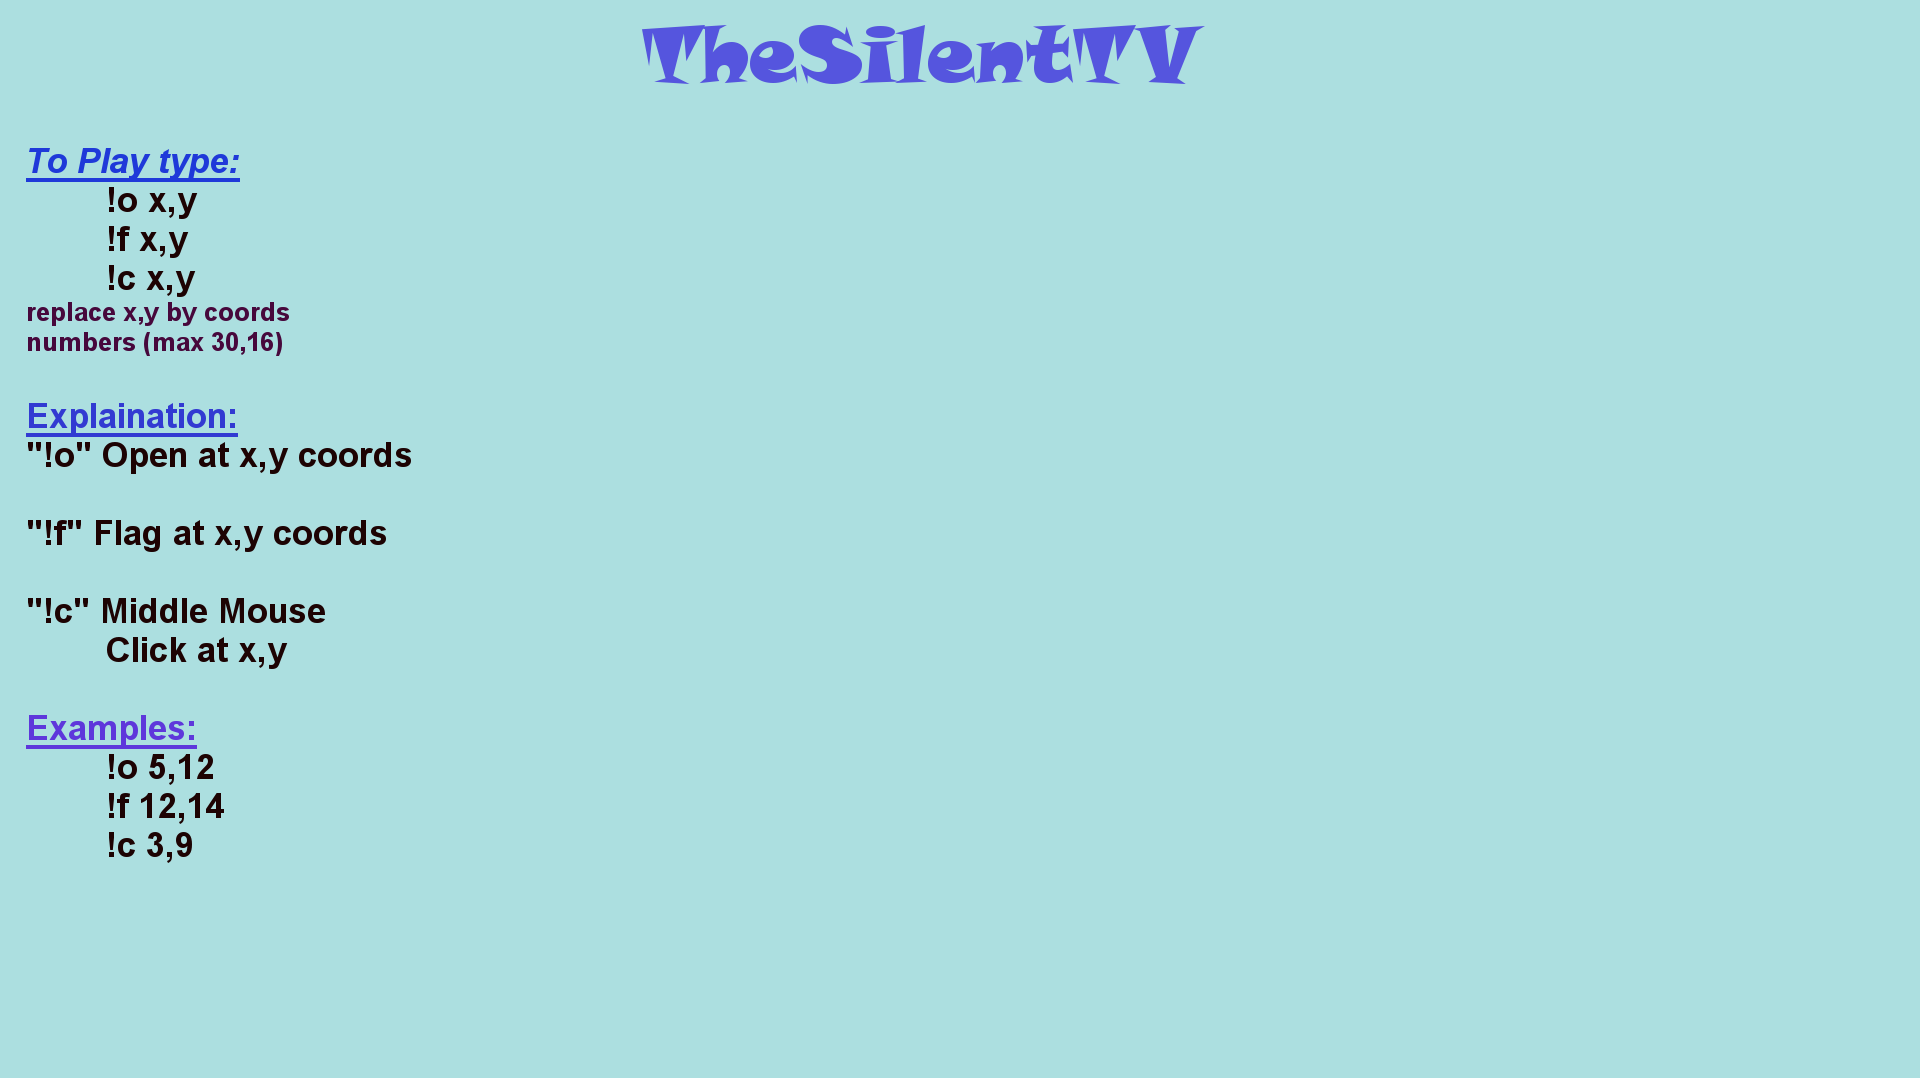 TheSilentTV
To Play type:
!o x,y
!f x,y
!c x,y
replace x,y by coords
numbers (max 30,16)
Explaination:
"!o" Open at x,y coords
"!f" Flag at x,y coords
"!c" Middle Mouse
Click at x,y
Examples:
!o 5,12
!f 12,14
!c 3,9